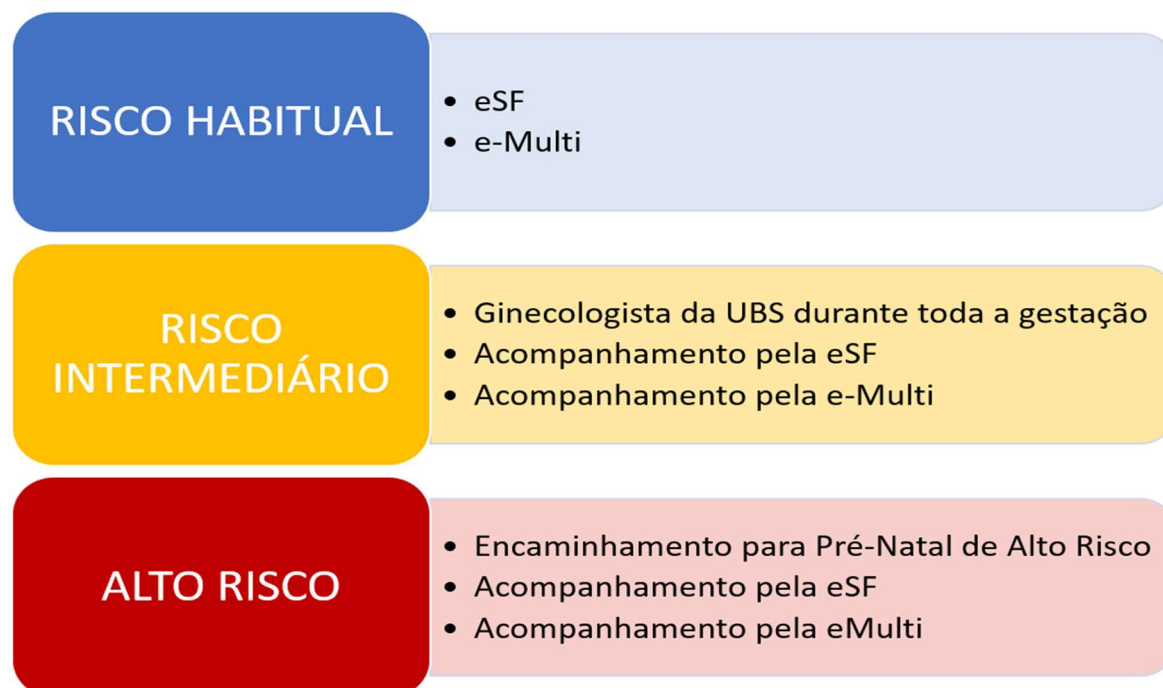 RISCO HABITUAL
• eSF
• e-Multi
RISCO
INTERMEDIÁRIO
• Ginecologista da UBS durante toda a gestação
• Acompanhamento pela eSF
• Acompanhamento pela e-Multi
ALTO RISCO
• Encaminhamento para Pré-Natal de Alto Risco
• Acompanhamento pela eSF
• Acompanhamento pela eMulti